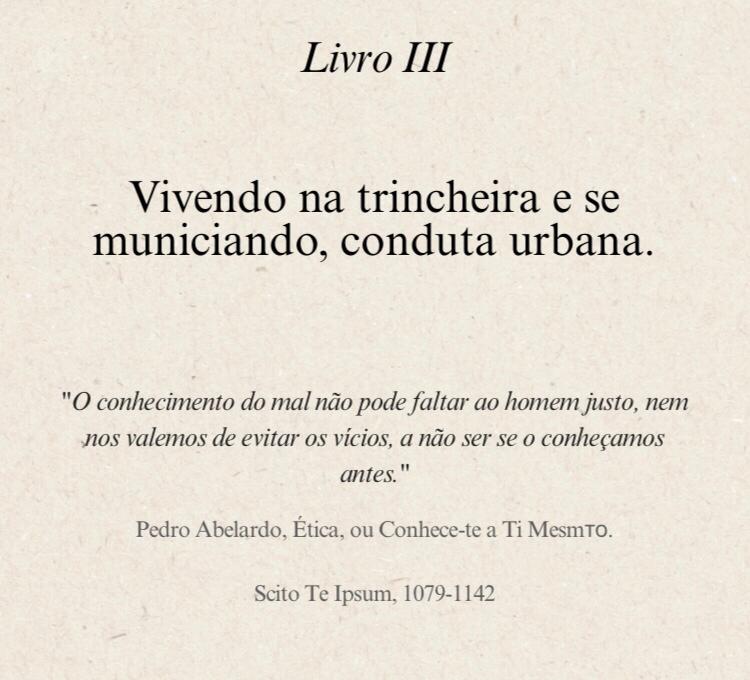 Livro III
Vivendo na trincheira e se
municiando, conduta urbana.
"O conhecimento do mal não pode faltar ao homem justo, nem
nos valemos de evitar os vícios, a não ser se o conheçamos
antes."
Pedro Abelardo, Ética, ou Conhece-te a Ti Mesmтo.
Scito Te Ipsum, 1079-1142